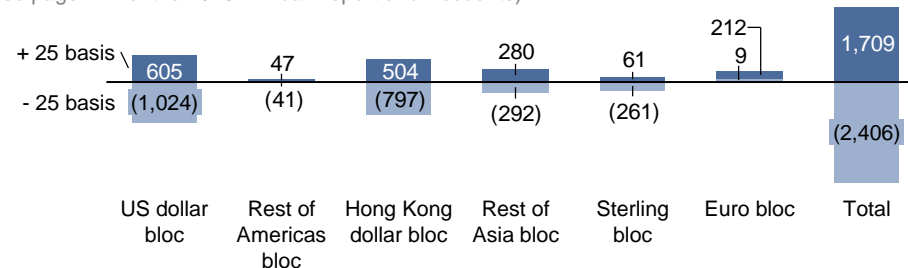 + 25 basis
605
47
504
280
61
212
9
1,709
- 25 basis
(1,024)
(41)
(797)
(292)
(261)
(2,406)
US dollar
bloc
Rest of
Americas
bloc
Hong Kong
dollar bloc
Rest of
Asia bloc
Sterling
bloc
Euro bloc
Total